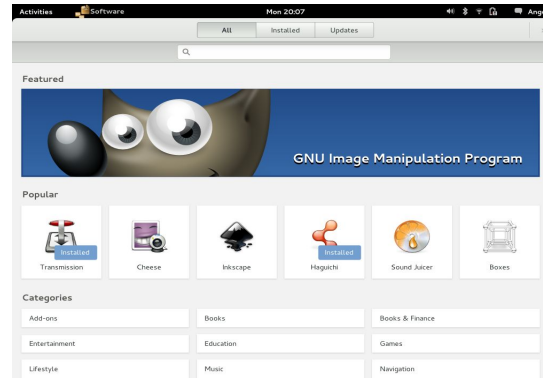 Activities Software Mon 20:07 Ange
All Installed Updates
Featured
GNU Image Manipulation Program
Popular
Installed Installed
Transmission Cheese Inkscape Haguichi Sound Juicer Boxes
Categories
Add-ons Books Books & Finance
Entertainment Education Games
Lifestyle Music Navigation